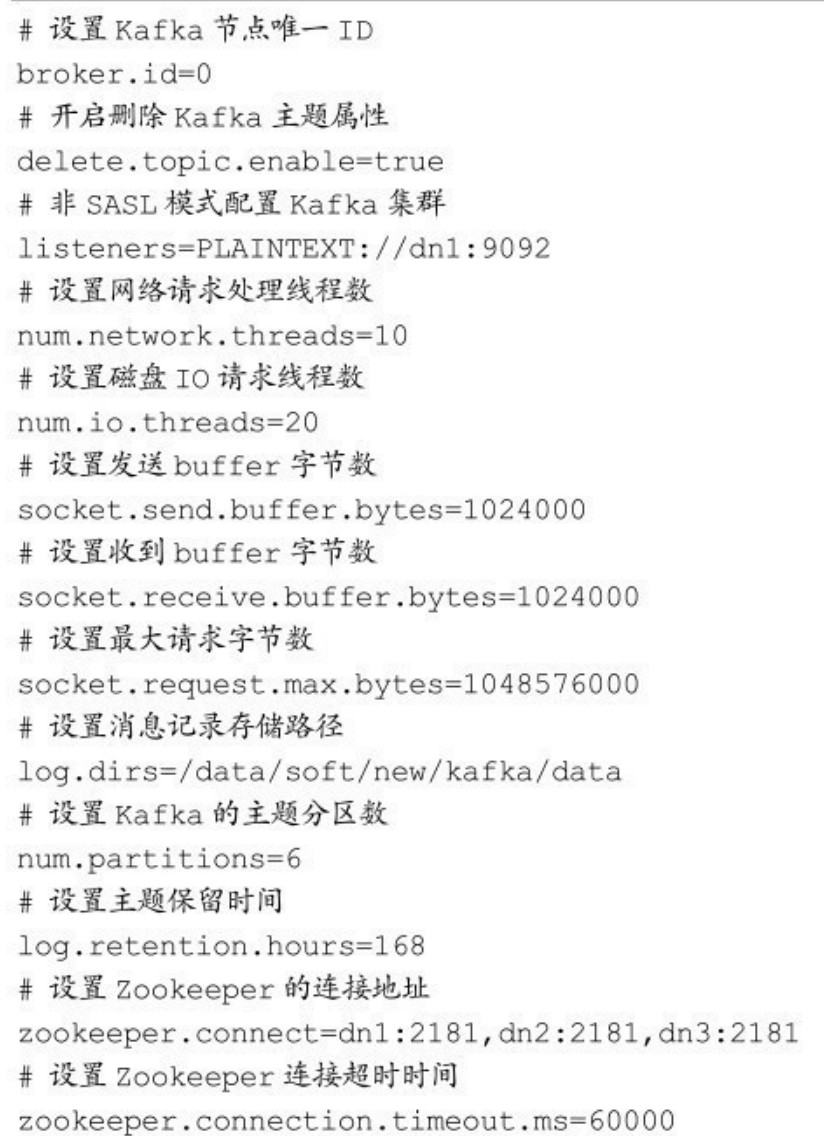 # 设置 Kafka 节点唯一 ID
broker.id=0
# 开启删除 Kafka 主题属性
delete.topic.enable=true
# 非 SASL 模式配置 Kafka 集群
listeners=PLAINTEXT://dn1:9092
# 设置网络请求处理线程数
num.network.threads=10
# 设置磁盘 IO 请求线程数
num.io.threads=20
# 设置发送 buffer 字节数
socket.send.buffer.bytes=1024000
# 设置收到 buffer 字节数
socket.receive.buffer.bytes=1024000
# 设置最大请求字节数
socket.request.max.bytes=1048576000
# 设置消息记录存储路径
log.dirs=/data/soft/new/kafka/data
# 设置 Kafka 的主题分区数
num.partitions=6
# 设置主题保留时间
log.retention.hours=168
# 设置 Zookeeper 的连接地址
zookeeper.connect=dn1:2181,dn2:2181,dn3:2181
# 设置 Zookeeper 连接超时时间
zookeeper.connection.timeout.ms=60000